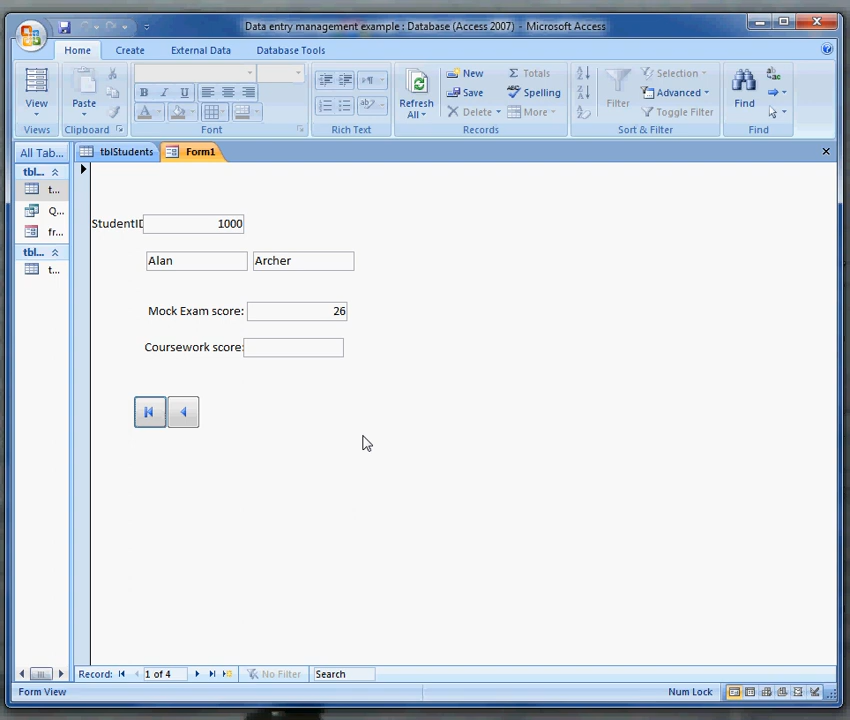 Data entry management example : Database (Access 2007) - Microsoft Access
Home Create External Data Database Tools
View Paste B I U A Refresh All New Save Delete Σ Totals Spelling More Filter Selection Advanced Toggle Filter Find
Views Clipboard Font Rich Text Records Sort & Filter Find
All Tab... tblStudents Form1
tbl...
t...
Q...
fr...
tbl...
t...
StudentID 1000
Alan Archer
Mock Exam score: 26
Coursework score:
Record: 1 of 4 No Filter Search
Form View Num Lock